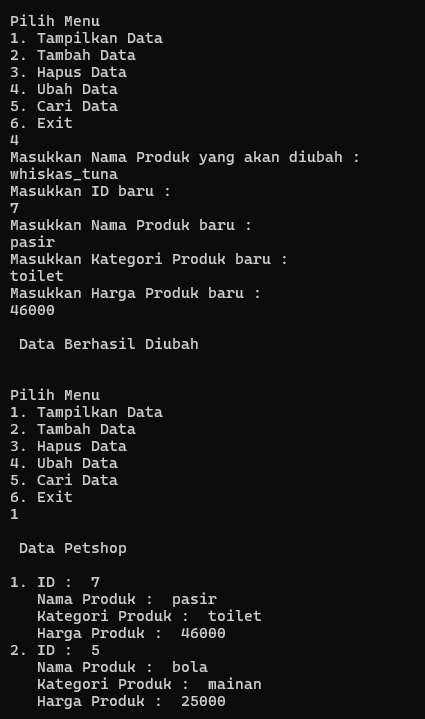 Pilih Menu
1. Tampilkan Data
2. Tambah Data
3. Hapus Data
4. Ubah Data
5. Cari Data
6. Exit
4
Masukkan Nama Produk yang akan diubah :
whiskas_tuna
Masukkan ID baru :
7
Masukkan Nama Produk baru :
pasir
Masukkan Kategori Produk baru :
toilet
Masukkan Harga Produk baru :
46000
Data Berhasil Diubah
Pilih Menu
1. Tampilkan Data
2. Tambah Data
3. Hapus Data
4. Ubah Data
5. Cari Data
6. Exit
1
Data Petshop
1. ID :  7
Nama Produk :  pasir
Kategori Produk :  toilet
Harga Produk :  46000
2. ID :  5
Nama Produk :  bola
Kategori Produk :  mainan
Harga Produk :  25000